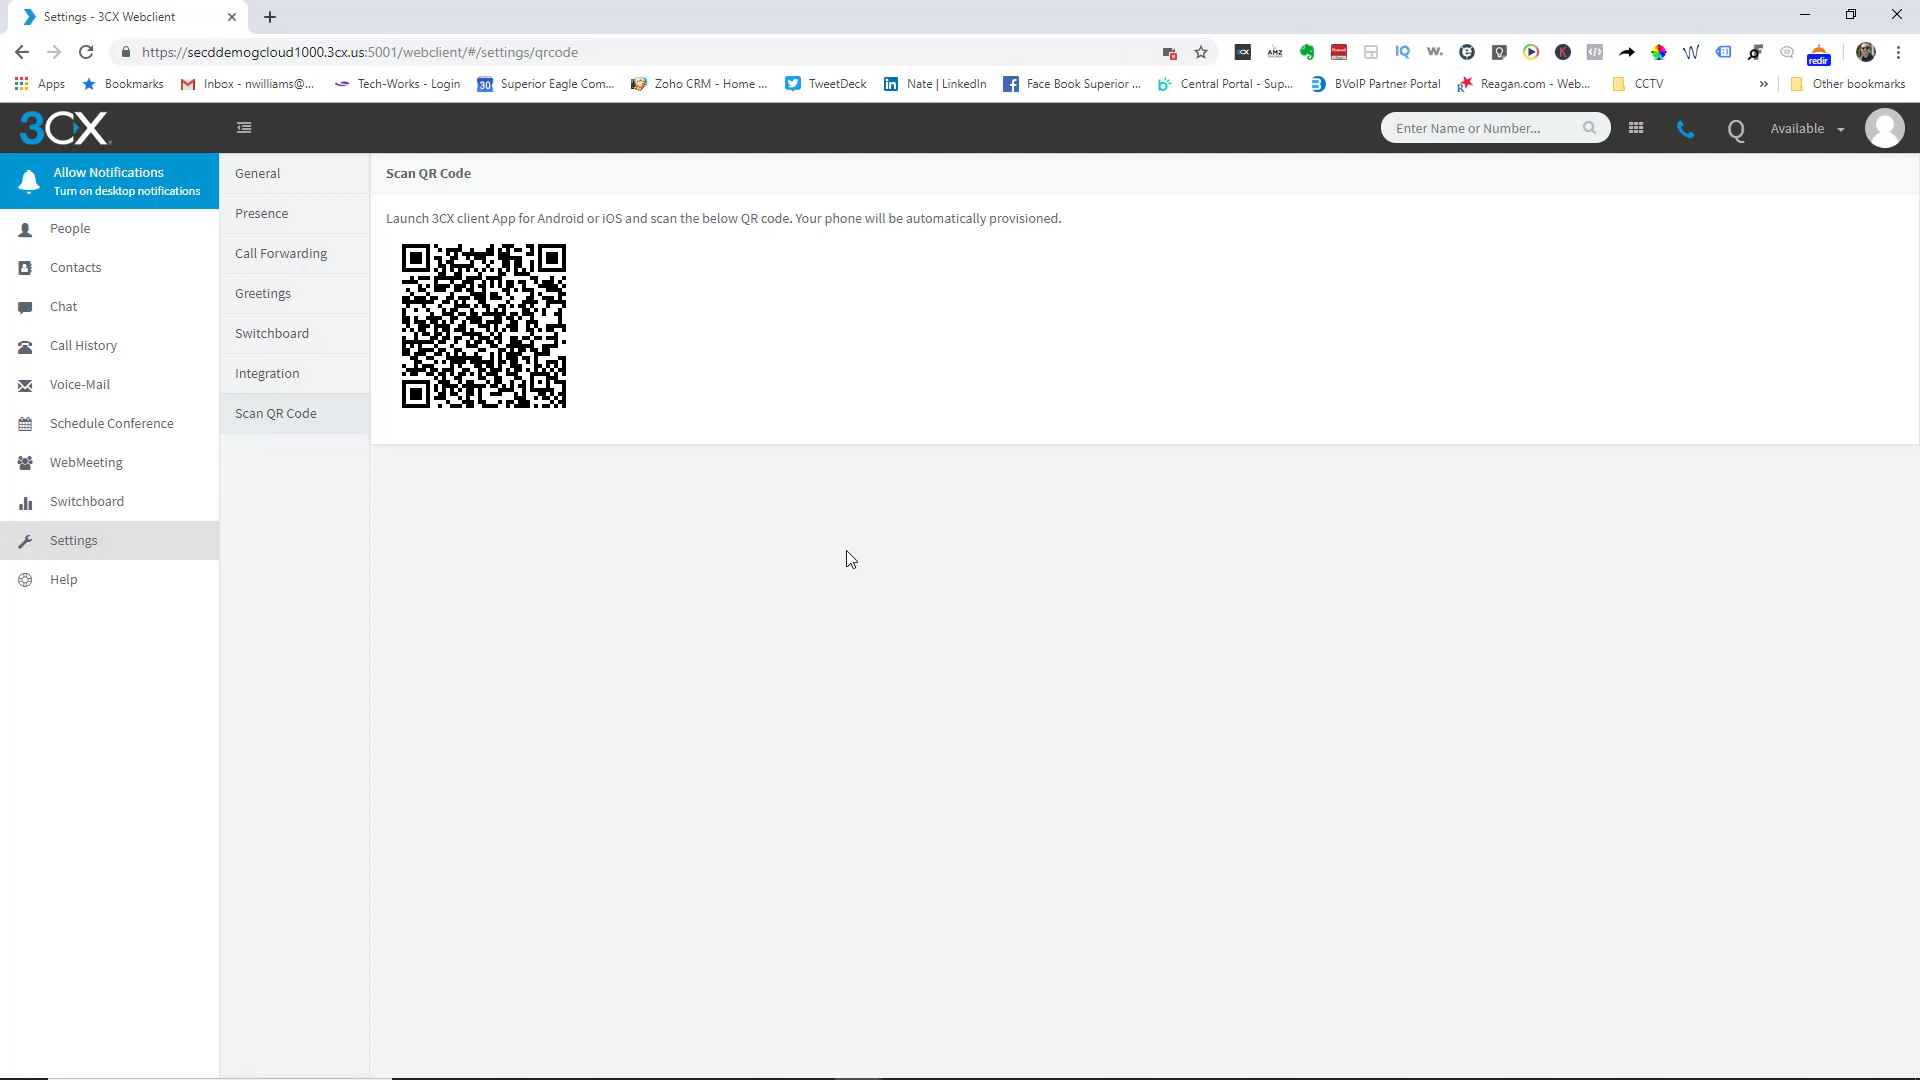 Settings - 3CX Webclient
https://secddemogcloud1000.3cx.us:5001/webclient/#/settings/qrcode
AMZ
IQ
w.
redir
Apps
Bookmarks
Inbox - nwilliams@...
Tech-Works - Login
Superior Eagle Com...
Zoho CRM - Home ...
TweetDeck
Nate | LinkedIn
Face Book Superior ...
Central Portal - Sup...
BVoIP Partner Portal
Reagan.com - Web...
CCTV
»
Other bookmarks
3CX
Enter Name or Number...
Q
Available
Allow Notifications
Turn on desktop notifications
People
Contacts
Chat
Call History
Voice-Mail
Schedule Conference
WebMeeting
Switchboard
Settings
Help
General
Presence
Call Forwarding
Greetings
Switchboard
Integration
Scan QR Code
Scan QR Code
Launch 3CX client App for Android or iOS and scan the below QR code. Your phone will be automatically provisioned.